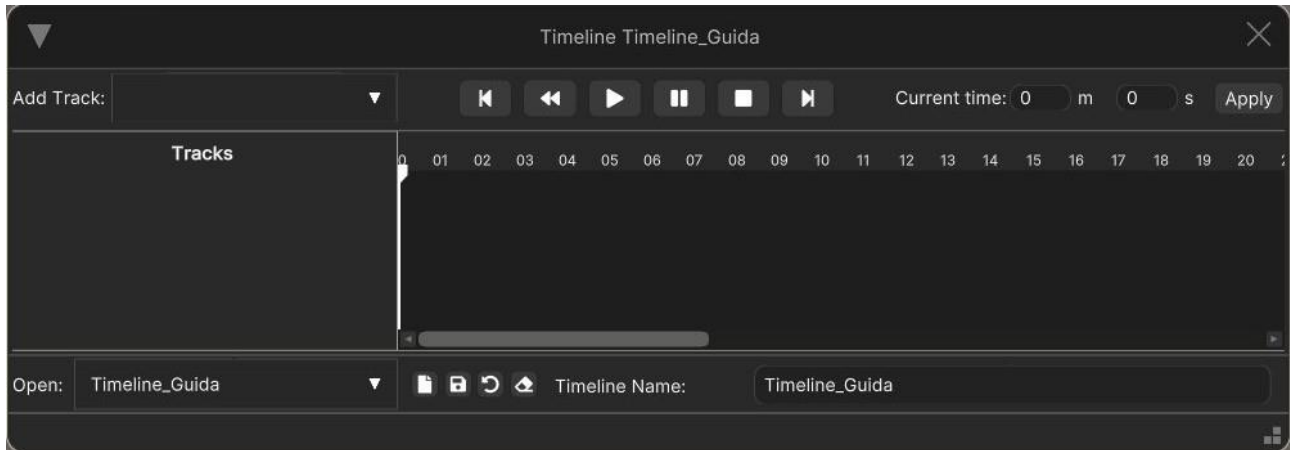 Timeline Timeline_Guida
Add Track: Current time: 0 m 0 s Apply
Tracks
0 01 02 03 04 05 06 07 08 09 10 11 12 13 14 15 16 17 18 19 20
Open: Timeline_Guida Timeline Name: Timeline_Guida